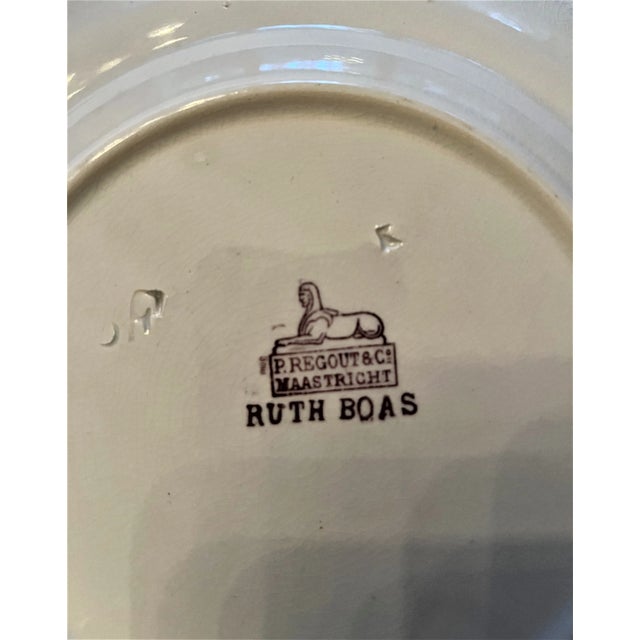 P. REGOUT & Cº
MAASTRICHT
RUTH BOAS